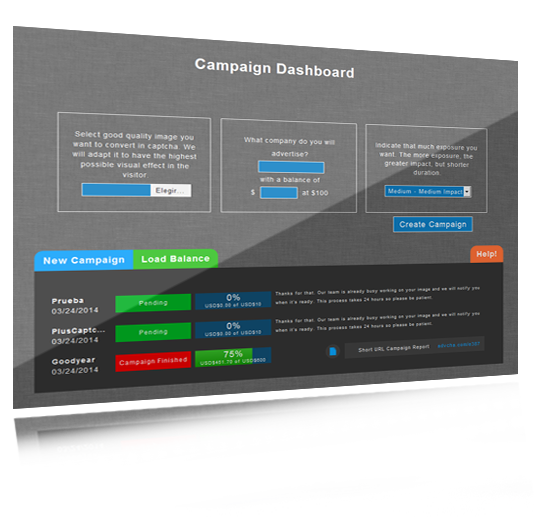 Campaign Dashboard
Select good quality image you
want to convert in captcha. We
will adapt it to have the highest
possible visual effect in the
visitor.
Elegir...
What company do you will
advertise?
with a balance of
$ at $100
Indicate that much exposure you
want. The more exposure, the
greater impact, but shorter
duration.
Medium - Medium Impact
Create Campaign
New Campaign
Load Balance
Help!
Prueba
03/24/2014
Pending
0%
USD$0.00 of USD$10
Thanks for that. Our team is already busy working on your image and we will notify you
when it's ready. This process takes 24 hours so please be patient.
PlusCaptc...
03/24/2014
Pending
0%
USD$0.00 of USD$10
Thanks for that. Our team is already busy working on your image and we will notify you
when it's ready. This process takes 24 hours so please be patient.
Goodyear
03/24/2014
Campaign Finished
75%
of USD$600
Short URL Campaign Report